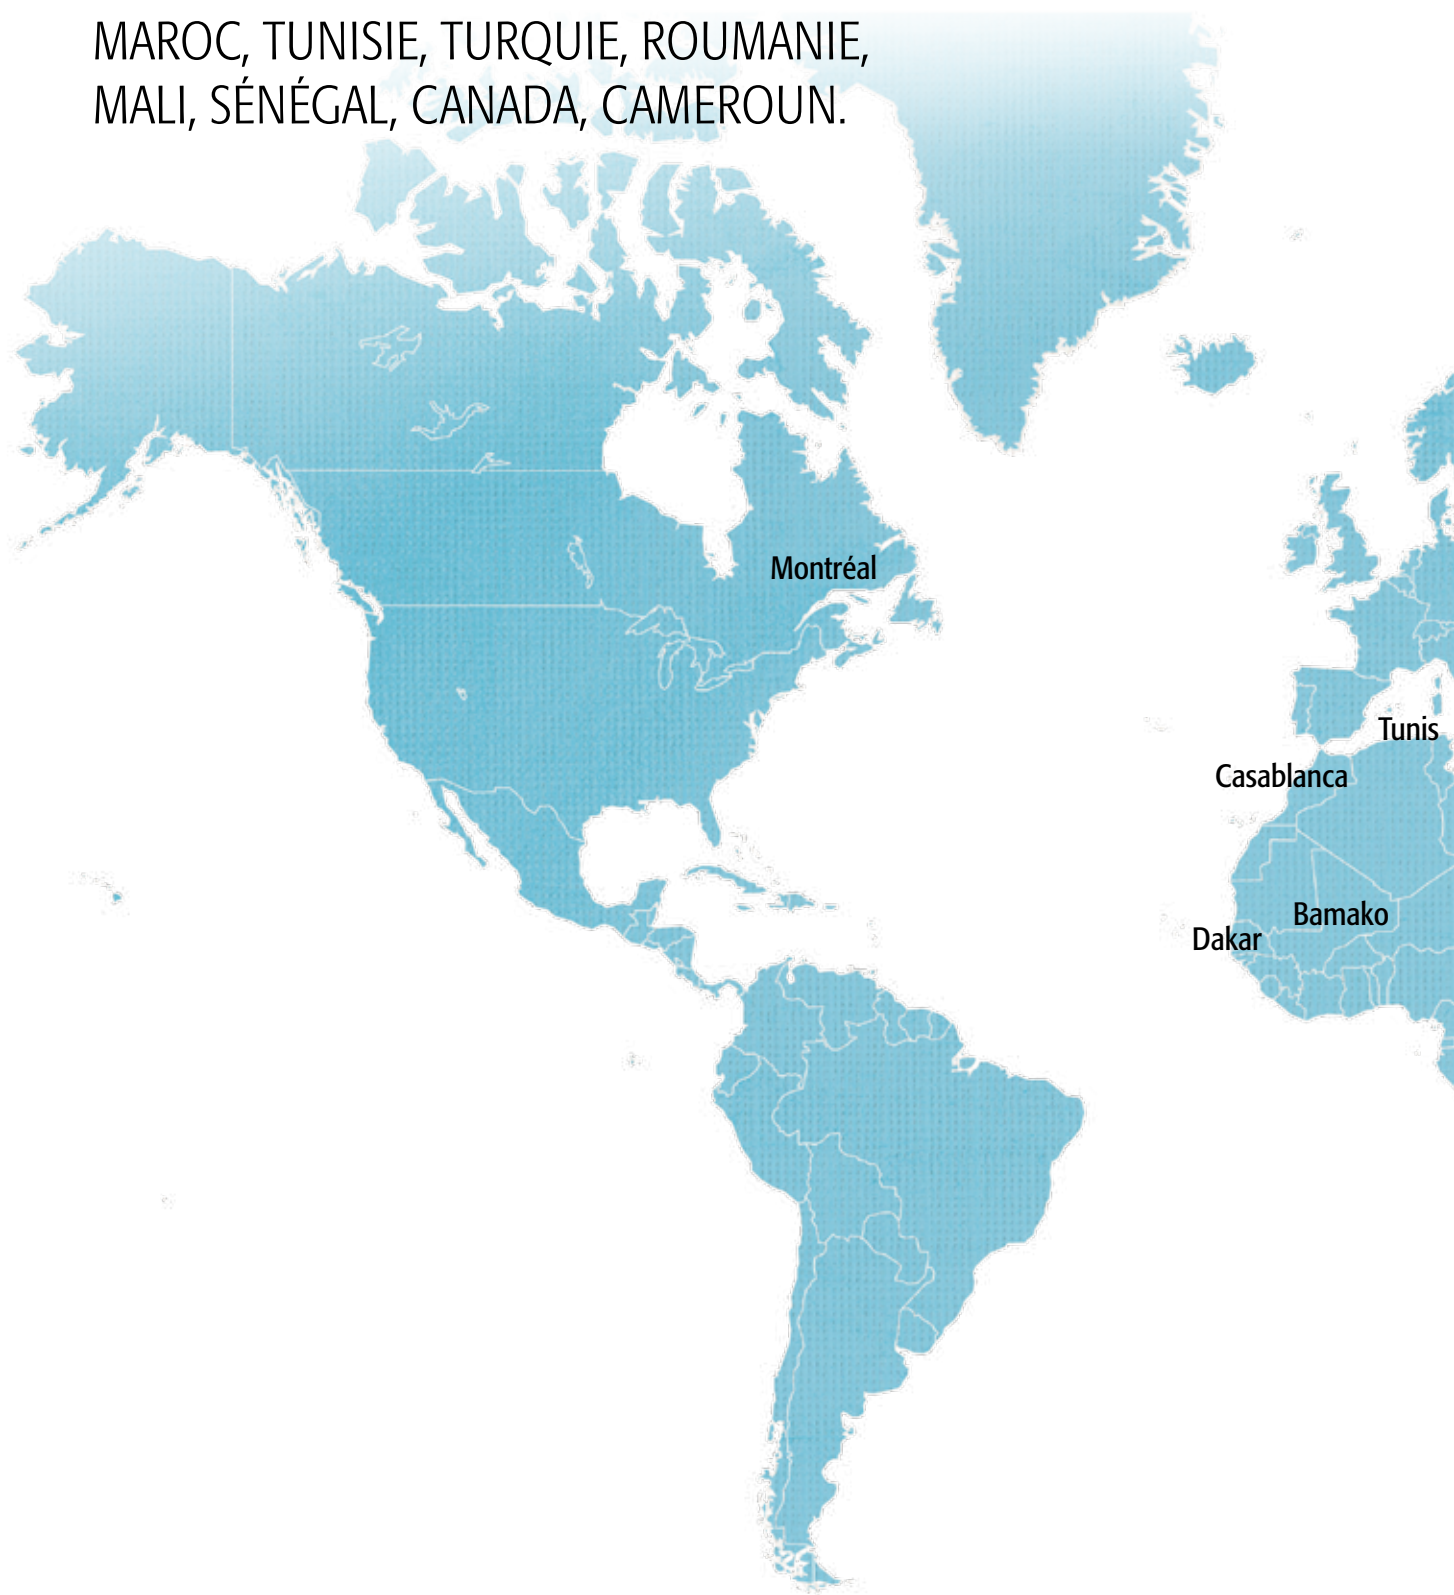 MAROC, TUNISIE, TURQUIE, ROUMANIE,
MALI, SÉNÉGAL, CANADA, CAMEROUN.
Montréal
Tunis
Casablanca
Bamako
Dakar